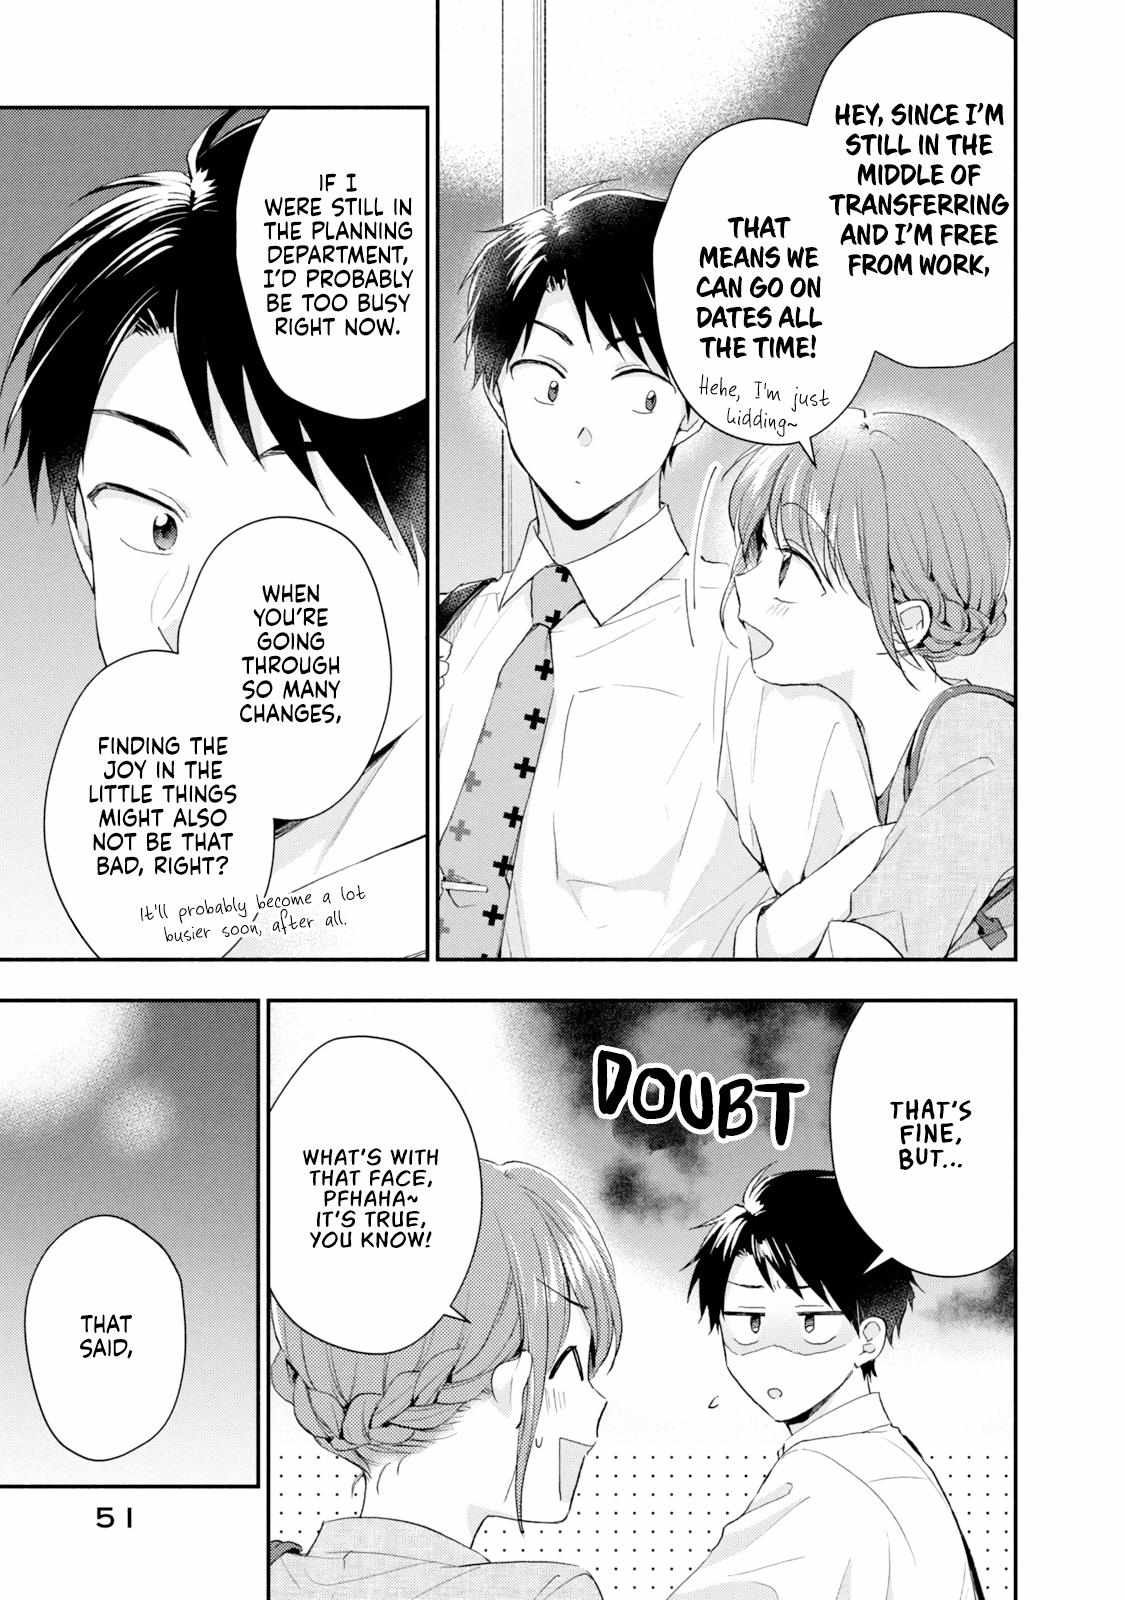 HEY, SINCE I'M
STILL IN THE
MIDDLE OF
TRANSFERRING
AND I'M FREE
FROM WORK,
THAT
MEANS WE
CAN GO ON
DATES ALL
THE TIME!
Hehe, I'm just
kidding~
IF I
WERE STILL IN
THE PLANNING
DEPARTMENT,
I'D PROBABLY
BE TOO BUSY
RIGHT NOW.
WHEN
YOU'RE
GOING
THROUGH
SO MANY
CHANGES,
FINDING THE
JOY IN THE
LITTLE THINGS
MIGHT ALSO
NOT BE THAT
BAD, RIGHT?
It'll probably become a lot
busier soon, after all.
THAT'S
FINE,
BUT...
DOUBT
WHAT'S WITH
THAT FACE,
PFHAHA~
IT'S TRUE,
YOU KNOW!
THAT
SAID,
51